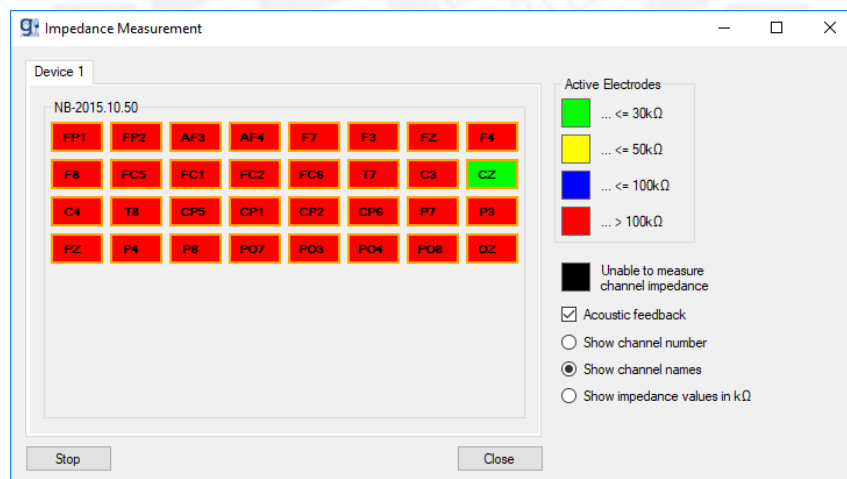 g Impedance Measurement
Device 1
NB-2015.10.50
FP1 FP2 AF3 AF4 F7 F3 FZ F4
F8 FC5 FC1 FC2 FC6 T7 C3 CZ
C4 T8 CP5 CP1 CP2 CP6 P7 P3
PZ P4 P8 PO7 PO3 PO4 PO8 OZ
Active Electrodes
... <= 30kΩ
... <= 50kΩ
... <= 100kΩ
... > 100kΩ
Unable to measure
channel impedance
Acoustic feedback
Show channel number
Show channel names
Show impedance values in kΩ
Stop Close